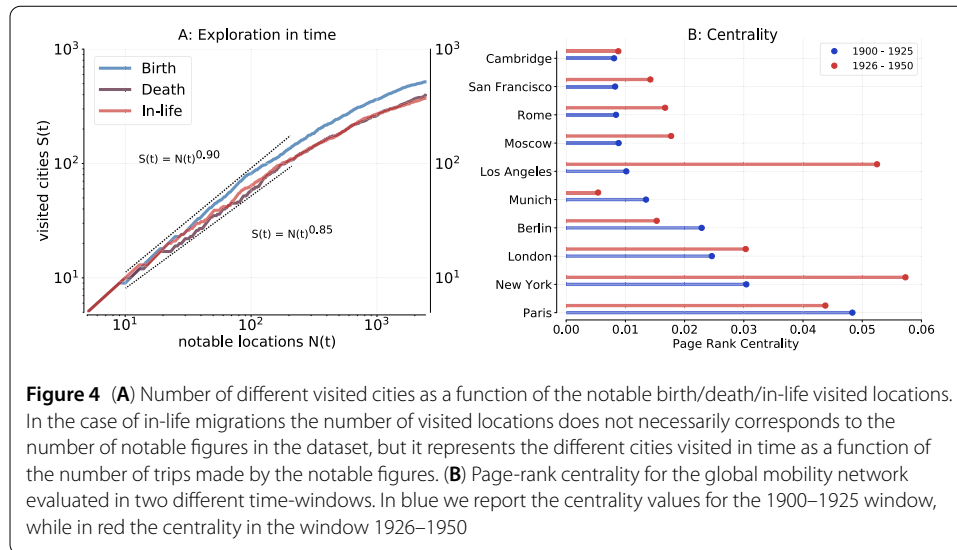 A: Exploration in time
10³
10³
Birth
Death
In-life
S(t) = N(t)^0.90
10²
10²
visited cities S(t)
S(t) = N(t)^0.85
10¹
10¹
10¹
10²
10³
notable locations N(t)
B: Centrality
1900 - 1925
1926 - 1950
Cambridge
San Francisco
Rome
Moscow
Los Angeles
Munich
Berlin
London
New York
Paris
0.00 0.01 0.02 0.03 0.04 0.05 0.06
Page Rank Centrality
Figure 4 (A) Number of different visited cities as a function of the notable birth/death/in-life visited locations.
In the case of in-life migrations the number of visited locations does not necessarily corresponds to the
number of notable figures in the dataset, but it represents the different cities visited in time as a function of
the number of trips made by the notable figures. (B) Page-rank centrality for the global mobility network
evaluated in two different time-windows. In blue we report the centrality values for the 1900–1925 window,
while in red the centrality in the window 1926–1950